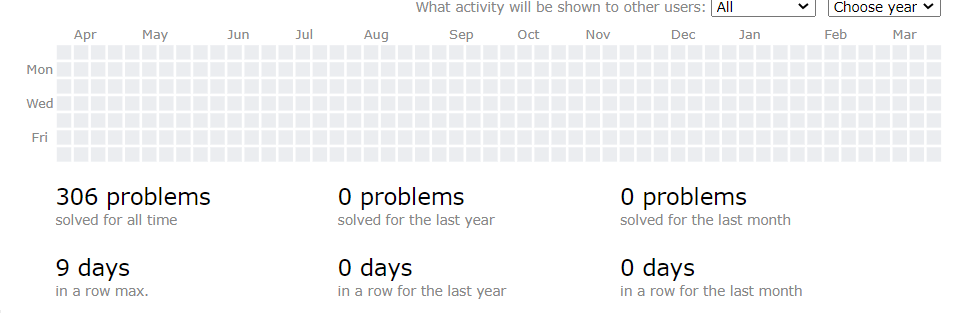 What activity will be shown to other users: All Choose year
Apr May Jun Jul Aug Sep Oct Nov Dec Jan Feb Mar
Mon
Wed
Fri
306 problems 0 problems 0 problems
solved for all time solved for the last year solved for the last month
9 days 0 days 0 days
in a row max. in a row for the last year in a row for the last month